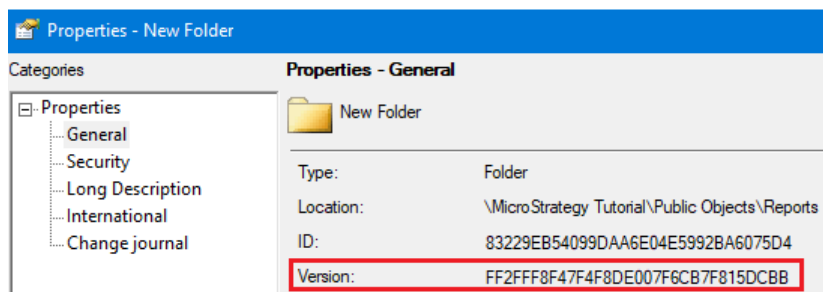 Properties - New Folder
Categories
Properties - General
Properties
General
Security
Long Description
International
Change journal
New Folder
Type: Folder
Location: \MicroStrategy Tutorial\Public Objects\Reports
ID: 83229EB54099DAA6E04E5992BA6075D4
Version: FF2FFF8F47F4F8DE007F6CB7F815DCBB